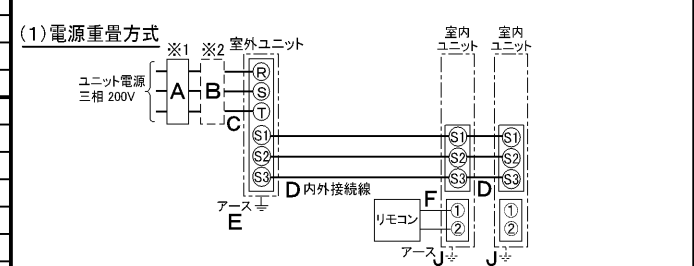 (1)電源重畳方式
※1 ※2 室外ユニット
室内
ユニット
室内
ユニット
ユニット電源
三相 200V
A
B
C
R
S
T
S1
S2
S3
D 内外接続線
アース
E
S1
S2
S3
D
S1
S2
S3
F
リモコン
①
②
①
②
アース
J
J